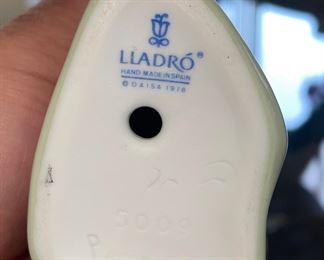 LLADRÓ®
HAND MADE IN SPAIN
© DAISA 1978
5009